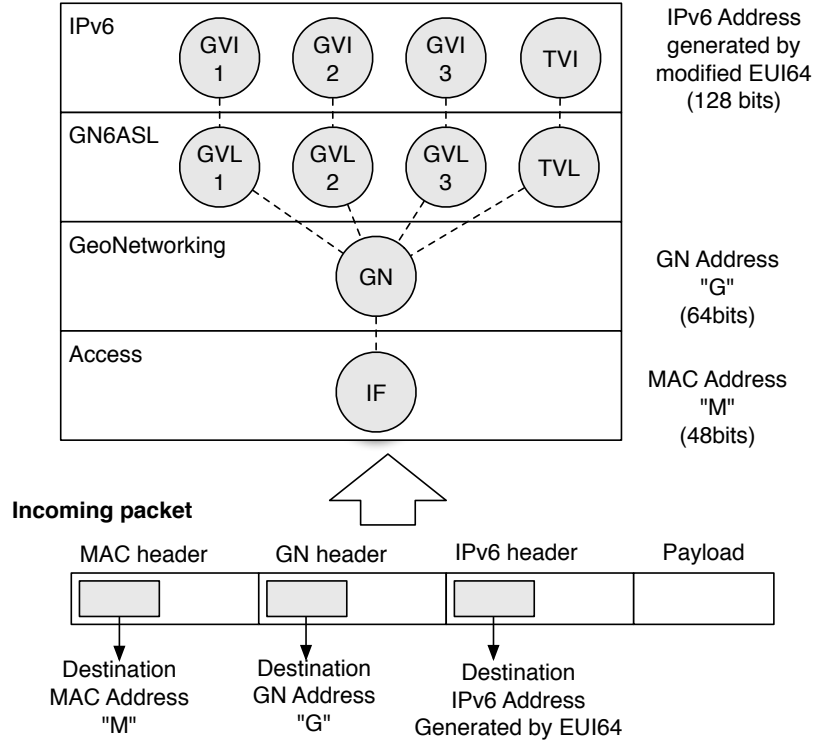 IPv6
GVI
1
GVI
2
GVI
3
TVI
IPv6 Address
generated by
modified EUI64
(128 bits)
GN6ASL
GVL
1
GVL
2
GVL
3
TVL
GeoNetworking
GN
GN Address
"G"
(64bits)
Access
IF
MAC Address
"M"
(48bits)
Incoming packet
MAC header
GN header
IPv6 header
Payload
Destination
MAC Address
"M"
Destination
GN Address
"G"
Destination
IPv6 Address
Generated by EUI64